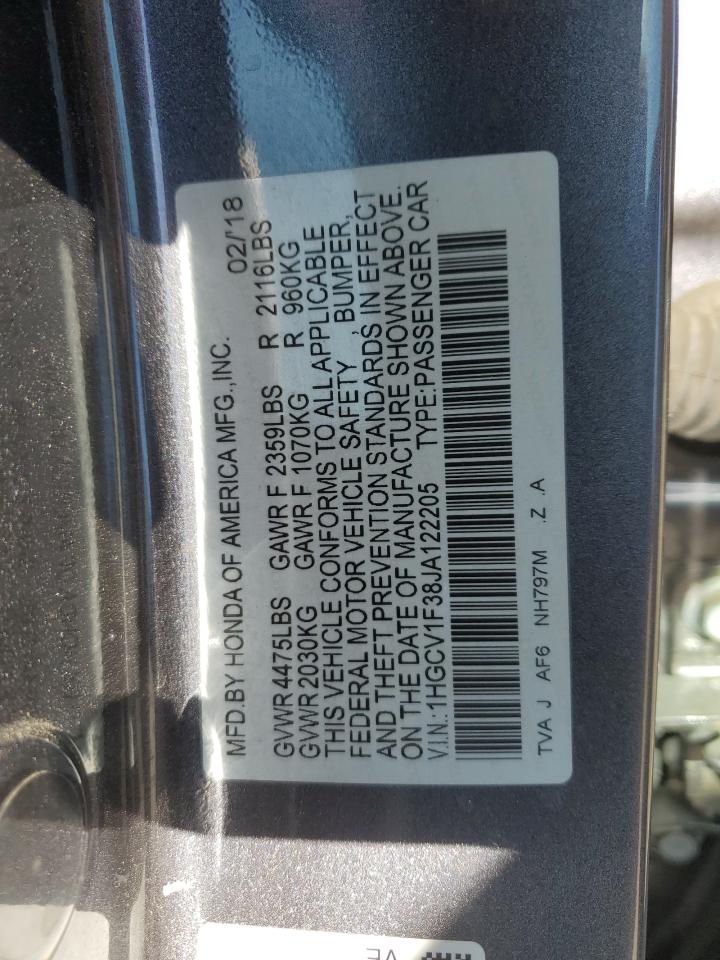 MFD.BY HONDA OF AMERICA MFG.,INC. 02/'18
GVWR 4475LBS GAWR F 2359LBS R 2116LBS
GVWR 2030KG GAWR F 1070KG R 960KG
THIS VEHICLE CONFORMS TO ALL APPLICABLE
FEDERAL MOTOR VEHICLE SAFETY , BUMPER,
AND THEFT PREVENTION STANDARDS IN EFFECT
ON THE DATE OF MANUFACTURE SHOWN ABOVE.
V.I.N.:1HGCV1F38JA122205 TYPE:PASSENGER CAR
TVA J AF6 NH797M .Z .A
VE